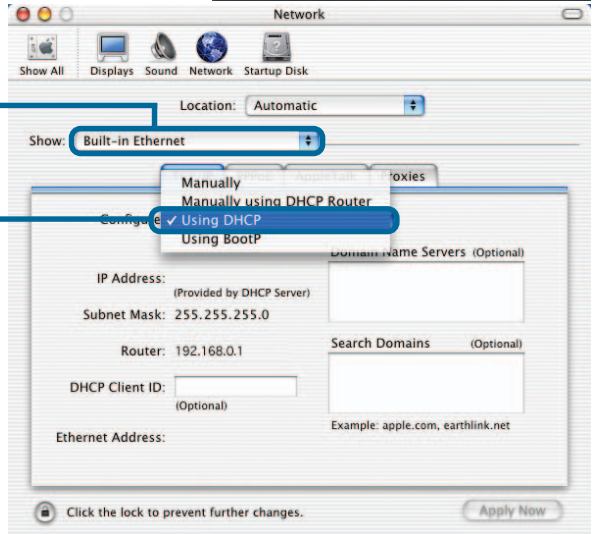 Network
Show All Displays Sound Network Startup Disk
Location: Automatic
Show: Built-in Ethernet
Proxies
Manually
Manually using DHCP Router
Configure ✓ Using DHCP
Using BootP
Domain Name Servers (Optional)
IP Address:
(Provided by DHCP Server)
Subnet Mask: 255.255.255.0
Router: 192.168.0.1
Search Domains (Optional)
DHCP Client ID:
(Optional)
Example: apple.com, earthlink.net
Ethernet Address:
Click the lock to prevent further changes.
Apply Now